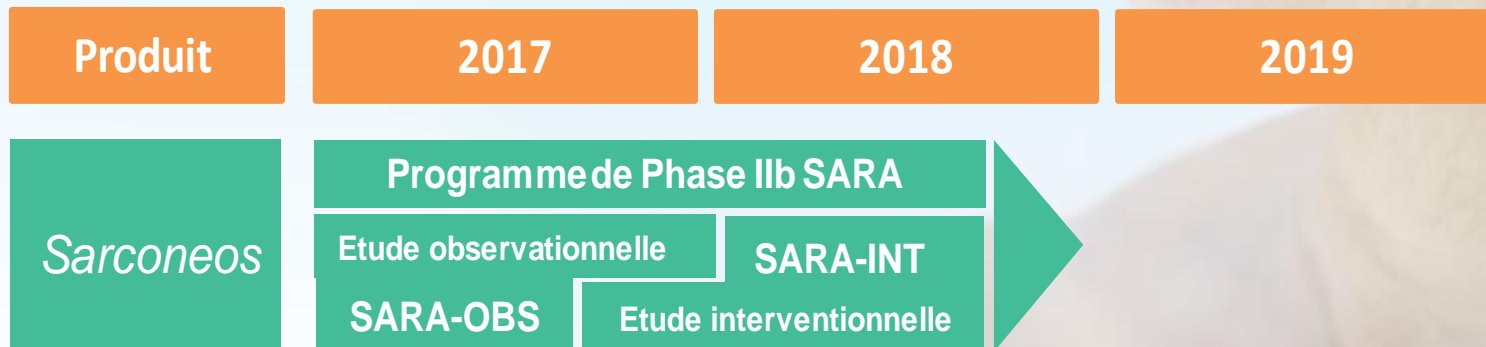 Produit
2017
2018
2019
Sarconeos
Programme de Phase IIb SARA
Etude observationnelle
SARA-OBS
SARA-INT
Etude interventionnelle